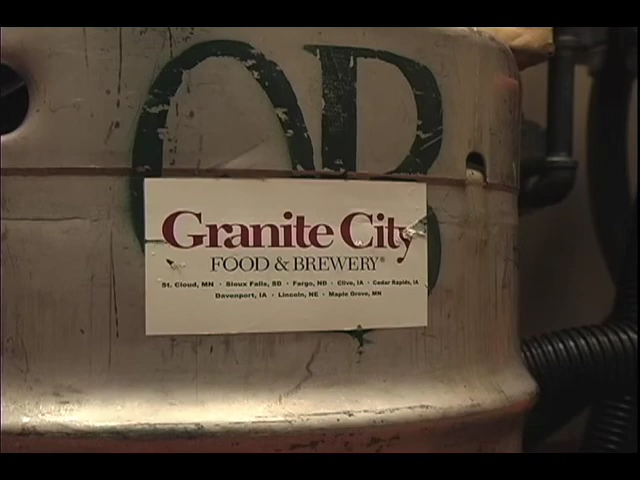 Granite City
FOOD & BREWERY®
St. Cloud, MN · Sioux Falls, SD · Fargo, ND · Clive, IA · Cedar Rapids, IA
Davenport, IA · Lincoln, NE · Maple Grove, MN